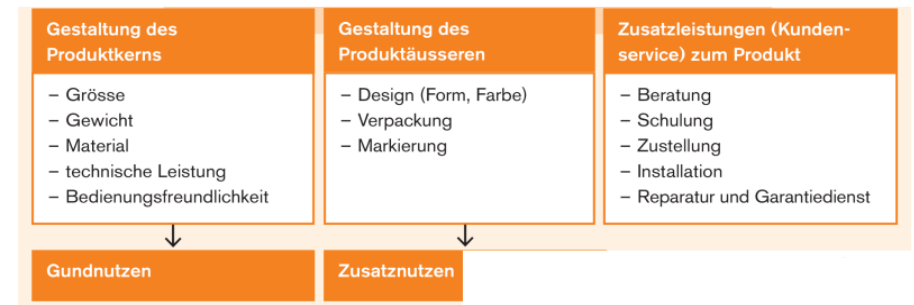 Gestaltung des
Produktkerns
– Grösse
– Gewicht
– Material
– technische Leistung
– Bedienungsfreundlichkeit
Gundnutzen
Gestaltung des
Produktäusseren
– Design (Form, Farbe)
– Verpackung
– Markierung
Zusatznutzen
Zusatzleistungen (Kunden-
service) zum Produkt
– Beratung
– Schulung
– Zustellung
– Installation
– Reparatur und Garantiedienst